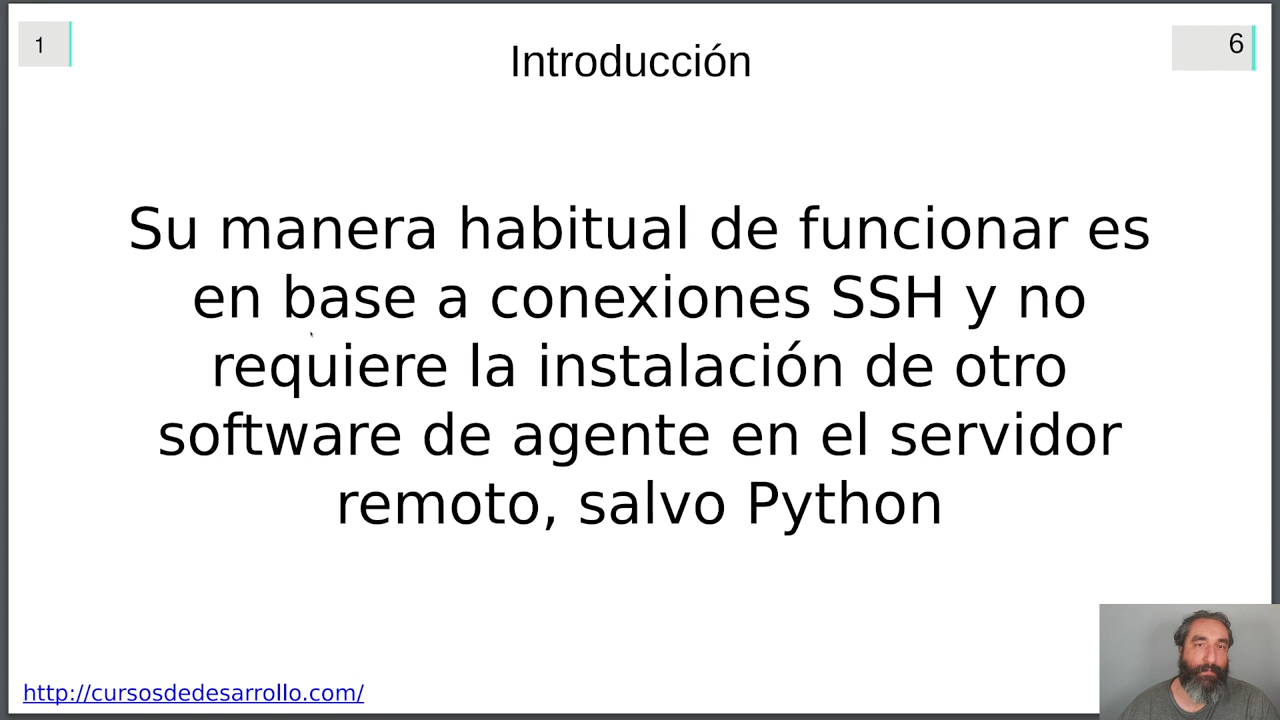 1
Introducción
6
Su manera habitual de funcionar es
en base a conexiones SSH y no
requiere la instalación de otro
software de agente en el servidor
remoto, salvo Python
http://cursosdedesarrollo.com/